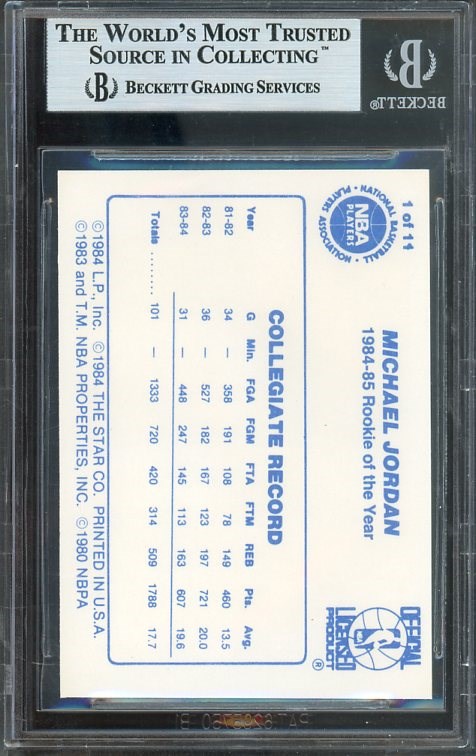 THE WORLD'S MOST TRUSTED
SOURCE IN COLLECTING™
B BECKETT GRADING SERVICES
B
BECKETT®
1 of 11
NATIONAL BASKETBALL
PLAYERS ASSOCIATION
NBA
PLAYERS
MICHAEL JORDAN
1984-85 Rookie of the Year
OFFICIAL
LICENSED
PRODUCT ®
COLLEGIATE RECORD
Year G Min. FGA FGM FTA FTM REB Pts. Avg.
81-82 34 — 358 191 108 78 149 460 13.5
82-83 36 — 527 182 167 123 197 721 20.0
83-84 31 — 448 247 145 113 163 607 19.6
Totals ........ 101 — 1333 720 420 314 509 1788 17.7
©1984 L.P., Inc. ©1984 THE STAR CO. PRINTED IN U.S.A.
©1983 and T.M. NBA PROPERTIES, INC. ©1980 NBPA